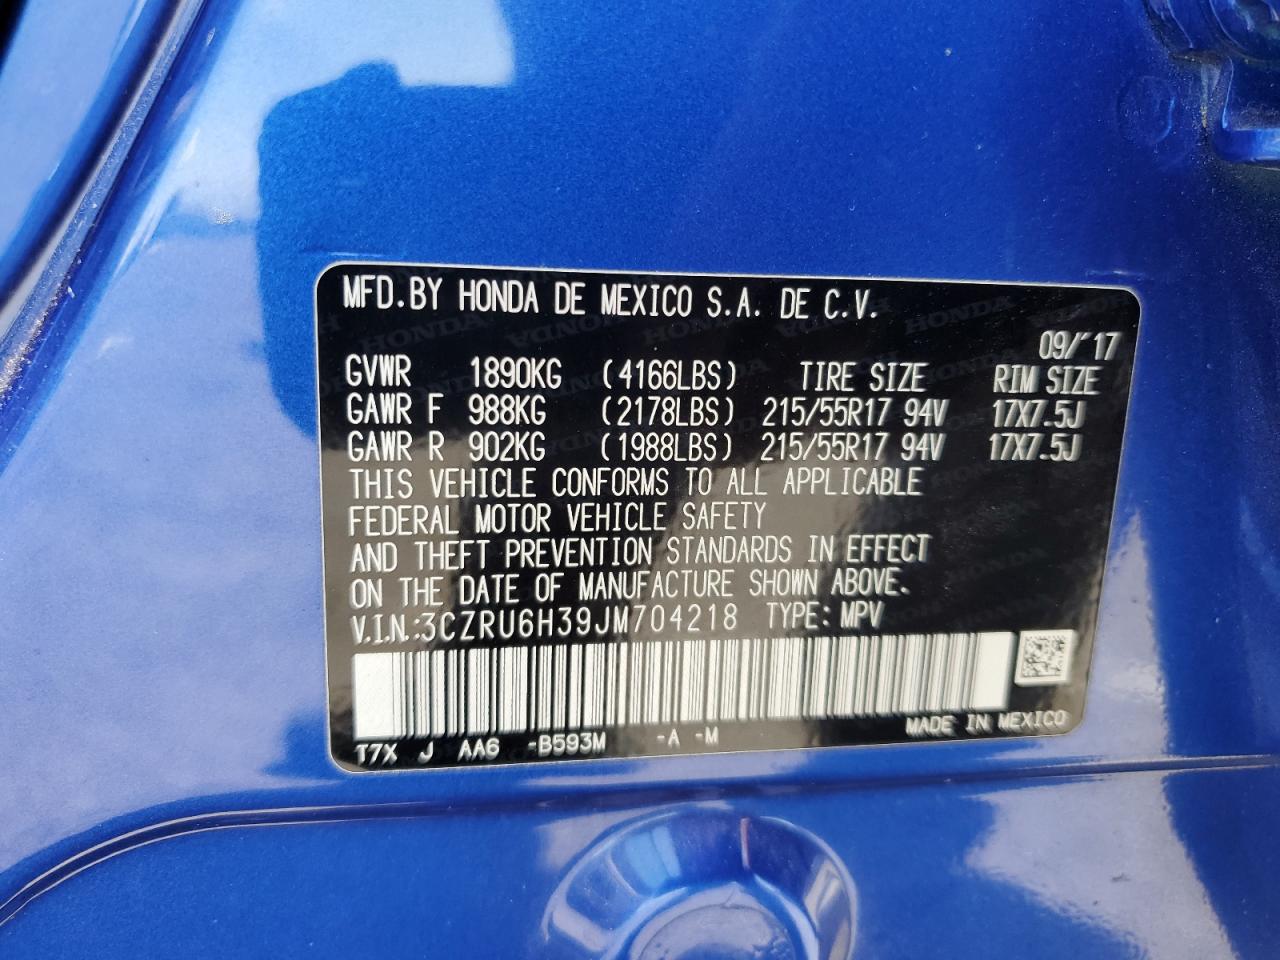 MFD.BY HONDA DE MEXICO S.A. DE C.V.
09/'17
GVWR 1890KG (4166LBS) TIRE SIZE RIM SIZE
GAWR F 988KG (2178LBS) 215/55R17 94V 17X7.5J
GAWR R 902KG (1988LBS) 215/55R17 94V 17X7.5J
THIS VEHICLE CONFORMS TO ALL APPLICABLE
FEDERAL MOTOR VEHICLE SAFETY
AND THEFT PREVENTION STANDARDS IN EFFECT
ON THE DATE OF MANUFACTURE SHOWN ABOVE.
V.I.N.:3CZRU6H39JM704218 TYPE: MPV
MADE IN MEXICO
T7X J AA6 -B593M -A -M